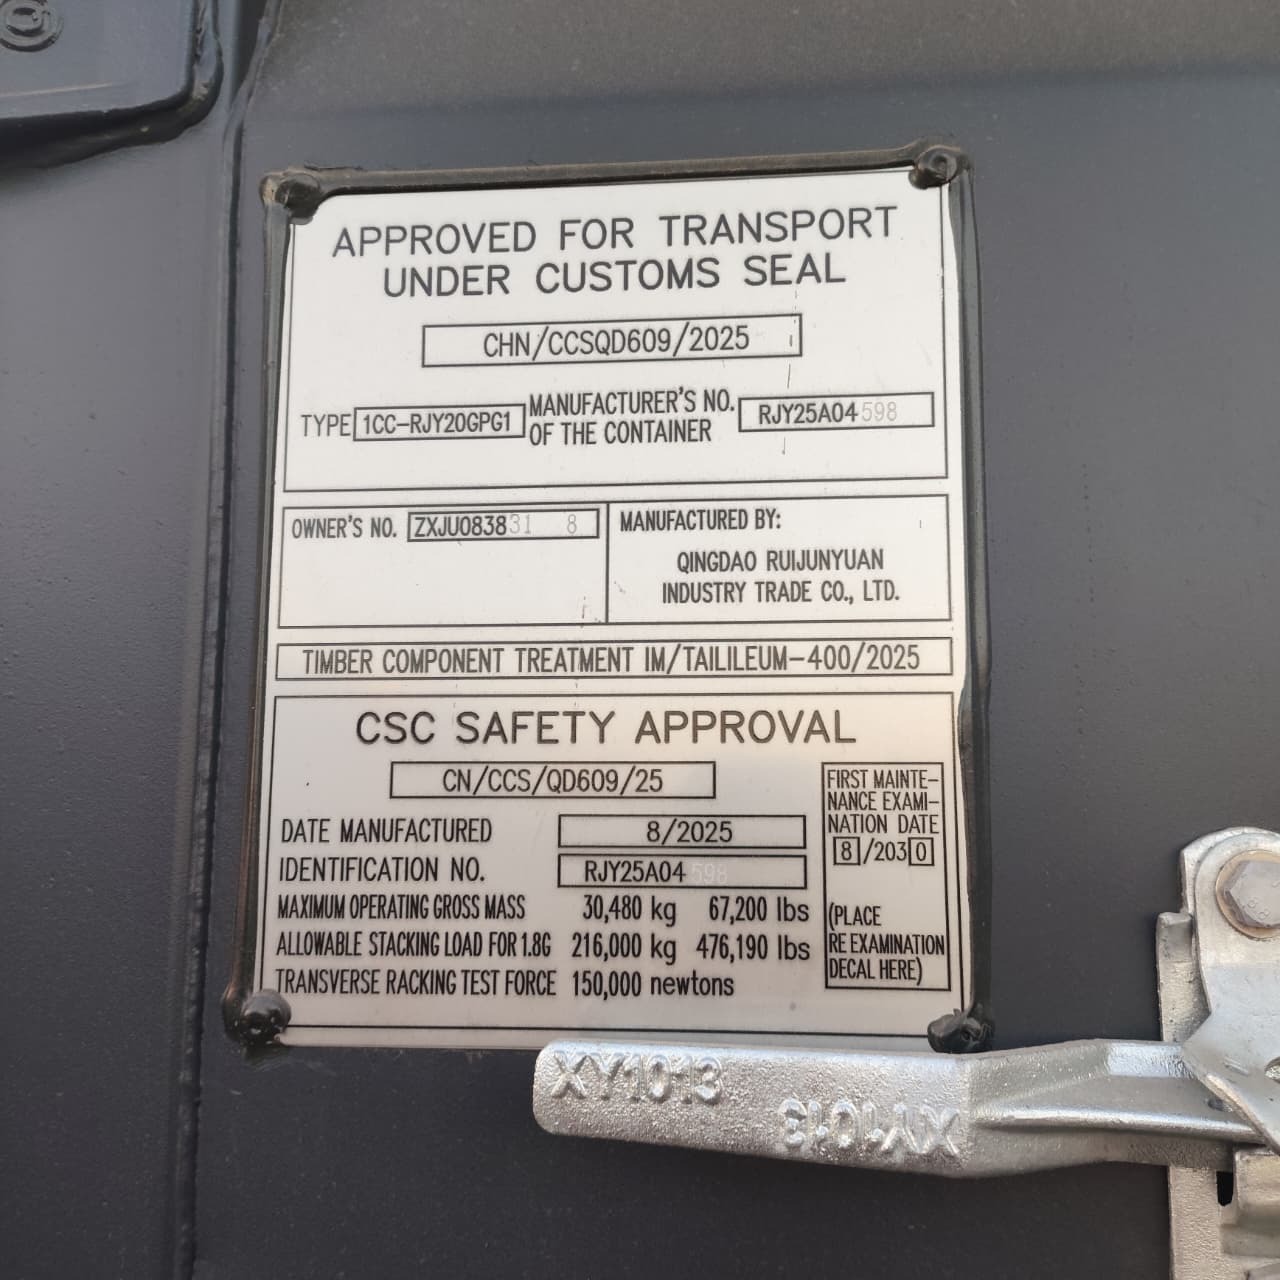 APPROVED FOR TRANSPORT
UNDER CUSTOMS SEAL
CHN/CCSQD609/2025
TYPE 1CC-RJY20GPG1 MANUFACTURER'S NO. OF THE CONTAINER RJY25A04598
OWNER'S NO. ZXJU083831 8
MANUFACTURED BY:
QINGDAO RUIJUNYUAN
INDUSTRY TRADE CO., LTD.
TIMBER COMPONENT TREATMENT IM/TAILILEUM-400/2025
CSC SAFETY APPROVAL
CN/CCS/QD609/25
DATE MANUFACTURED 8/2025
IDENTIFICATION NO. RJY25A04598
MAXIMUM OPERATING GROSS MASS 30,480 kg 67,200 lbs
ALLOWABLE STACKING LOAD FOR 1.8G 216,000 kg 476,190 lbs
TRANSVERSE RACKING TEST FORCE 150,000 newtons
FIRST MAINTE-
NANCE EXAMI-
NATION DATE
8/2030
(PLACE
RE EXAMINATION
DECAL HERE)
XY1013
XY1013